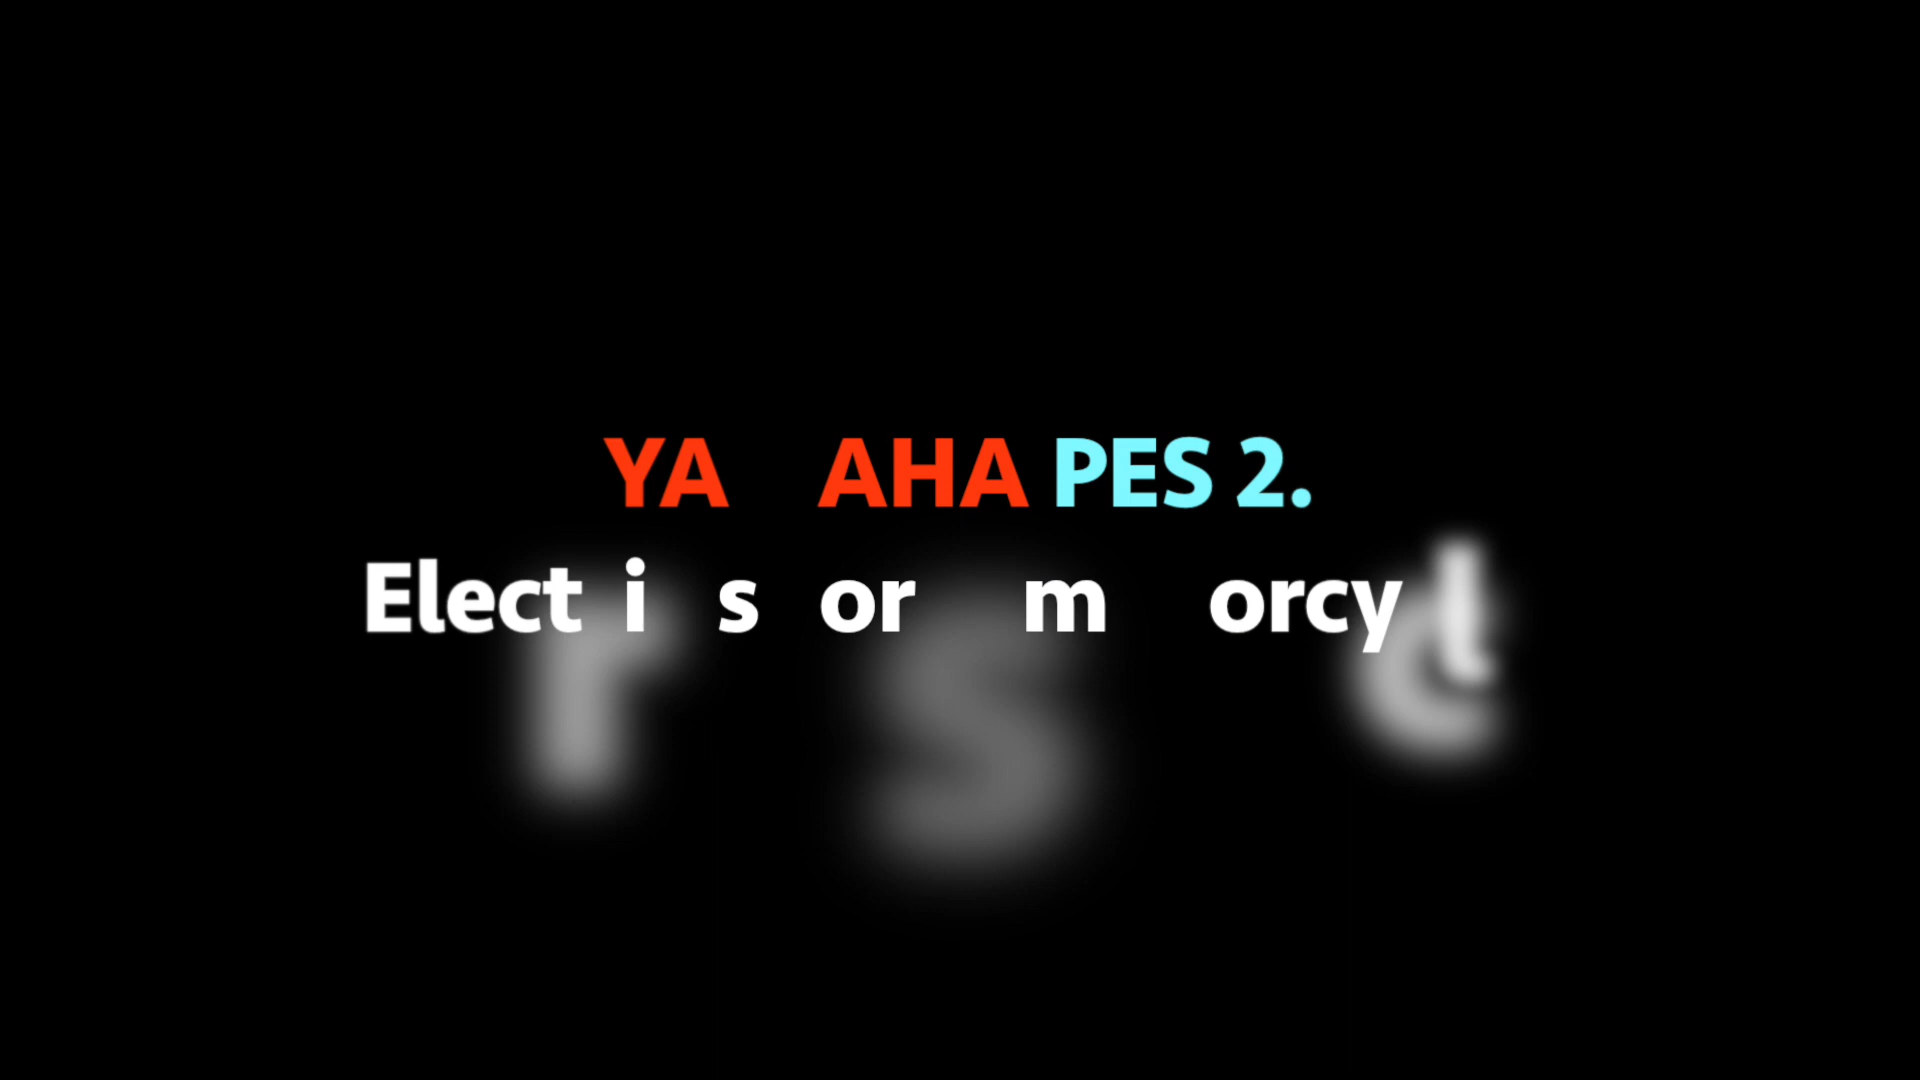 YA AHA PES 2.
Elect i s or m orcy l
r s c